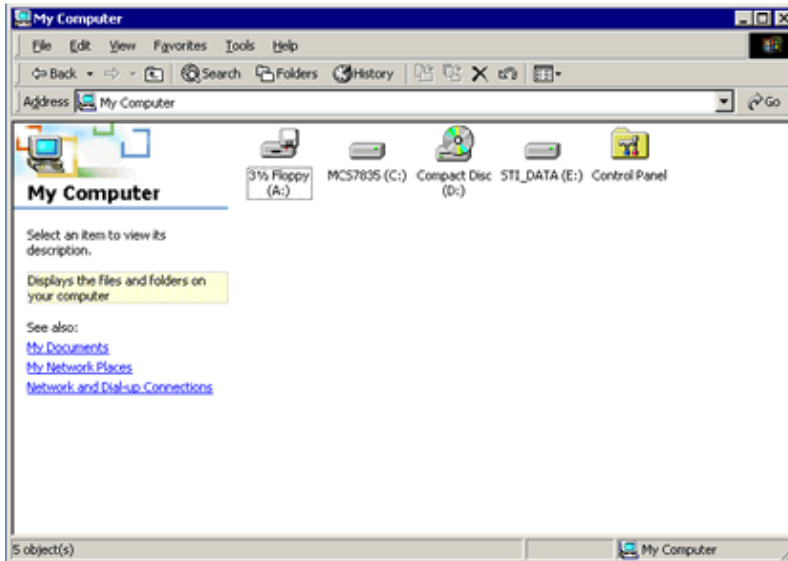 My Computer
File Edit View Favorites Tools Help
Back Search Folders History
Address My Computer Go
3½ Floppy (A:)
MCS7835 (C:)
Compact Disc (D:)
STI_DATA (E:)
Control Panel
My Computer
Select an item to view its
description.
Displays the files and folders on
your computer
See also:
My Documents
My Network Places
Network and Dial-up Connections
5 object(s) My Computer